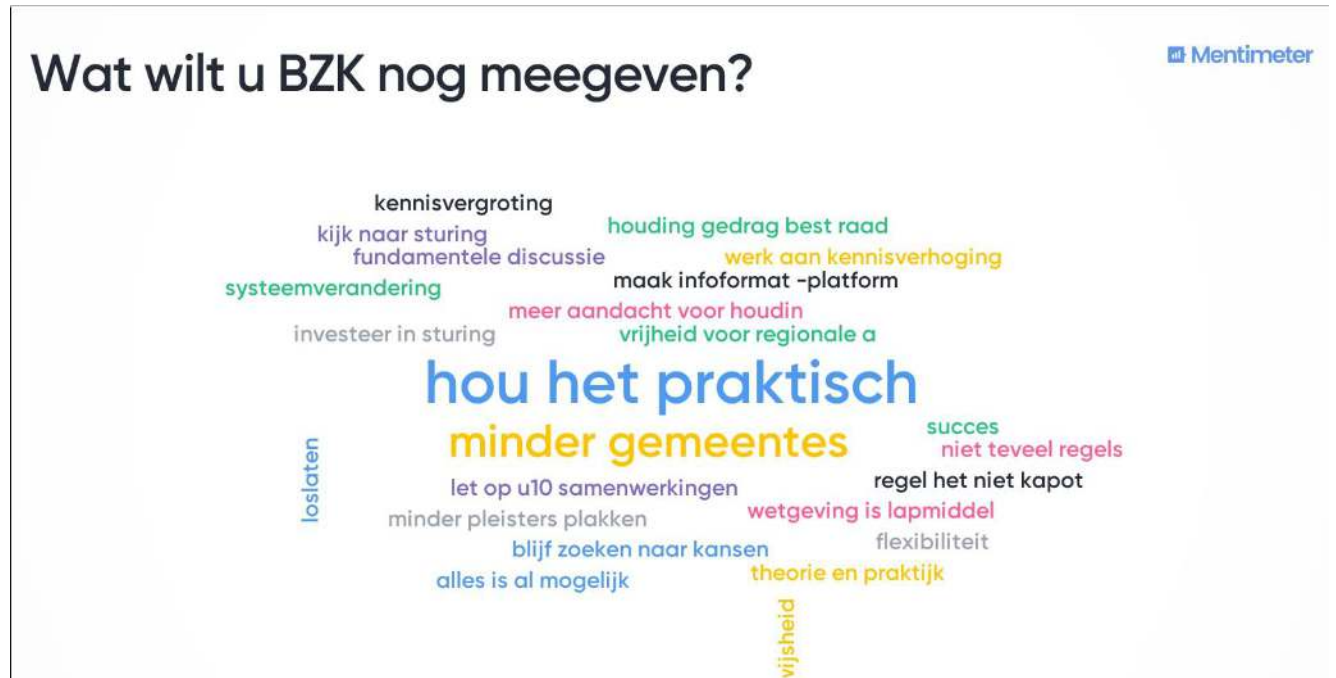 Wat wilt u BZK nog meegeven?
Mentimeter
kennisvergroting
houding gedrag best raad
kijk naar sturing
fundamentele discussie
werk aan kennisverhoging
maak infoformat -platform
systeemverandering
meer aandacht voor houdin
investeer in sturing
vrijheid voor regionale a
hou het praktisch
minder gemeentes
succes
niet teveel regels
loslaten
regel het niet kapot
let op u10 samenwerkingen
minder pleisters plakken
wetgeving is lapmiddel
flexibiliteit
blijf zoeken naar kansen
alles is al mogelijk
theorie en praktijk